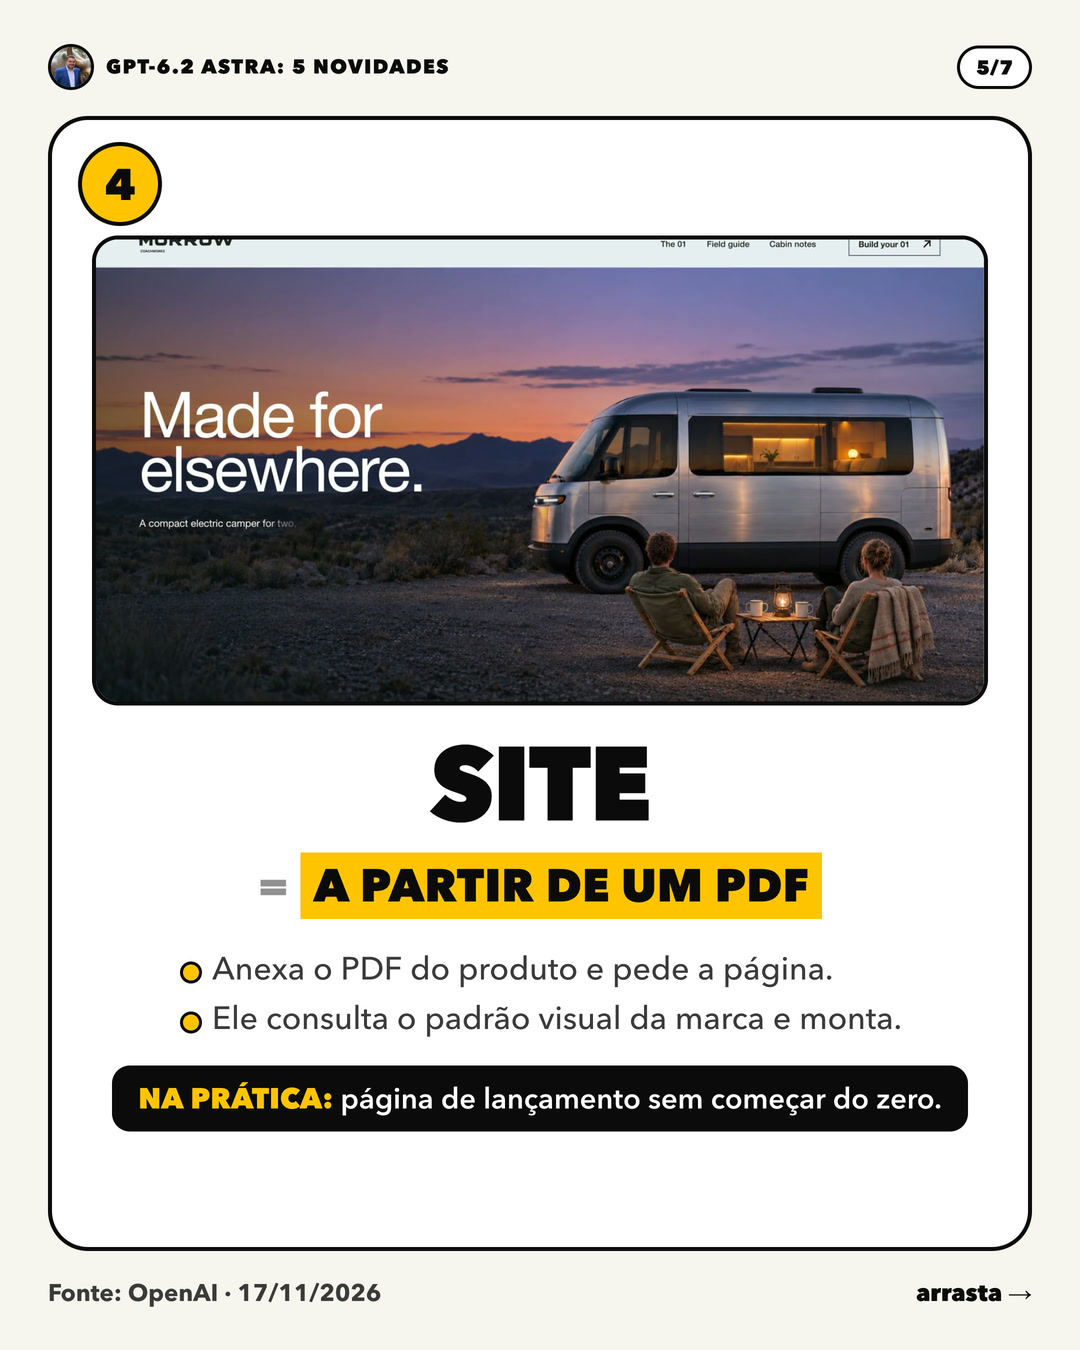 GPT-6.2 ASTRA: 5 NOVIDADES
5/7
4
MORROW
COACHWORKS
The 01 Field guide Cabin notes Build your 01 ↗
Made for
elsewhere.
A compact electric camper for two.
SITE
= A PARTIR DE UM PDF
Anexa o PDF do produto e pede a página.
Ele consulta o padrão visual da marca e monta.
NA PRÁTICA: página de lançamento sem começar do zero.
Fonte: OpenAI · 17/11/2026
arrasta →